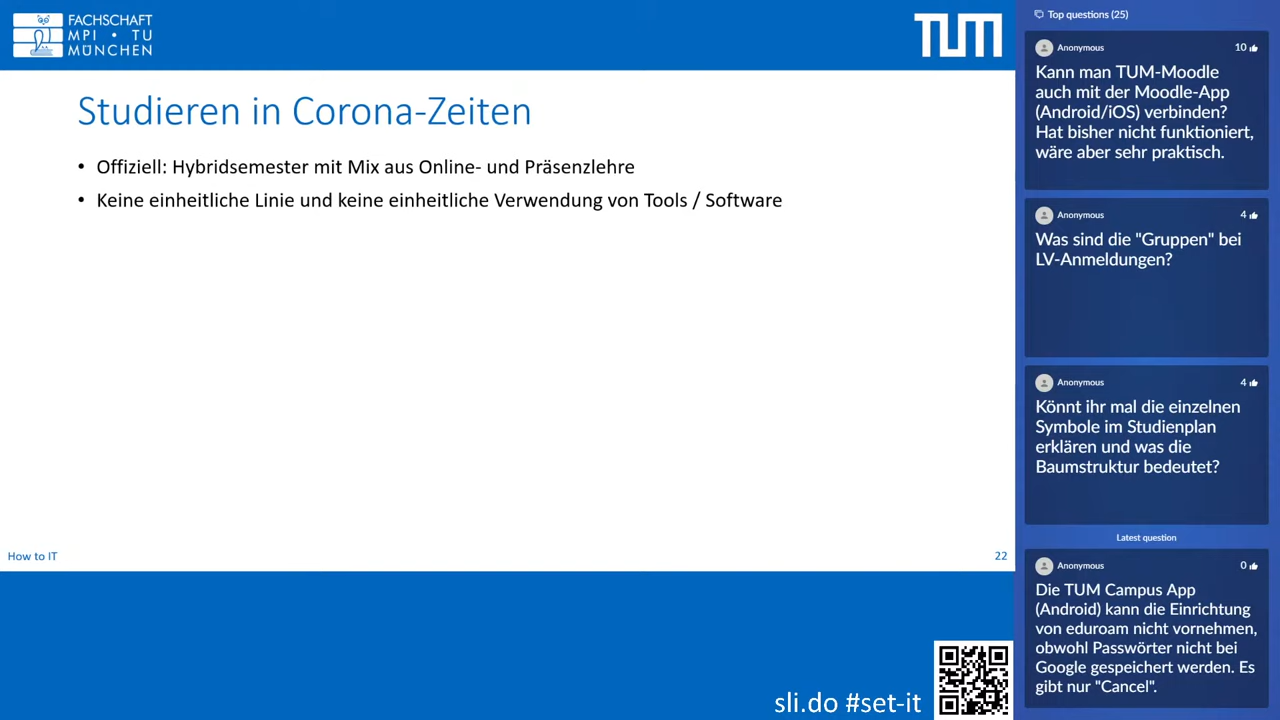 FACHSCHAFT
MPI • TU
MÜNCHEN
TUM
Studieren in Corona-Zeiten
• Offiziell: Hybridsemester mit Mix aus Online- und Präsenzlehre
• Keine einheitliche Linie und keine einheitliche Verwendung von Tools / Software
How to IT
22
sli.do #set-it
Top questions (25)
Anonymous
10
Kann man TUM-Moodle
auch mit der Moodle-App
(Android/iOS) verbinden?
Hat bisher nicht funktioniert,
wäre aber sehr praktisch.
Anonymous
4
Was sind die "Gruppen" bei
LV-Anmeldungen?
Anonymous
4
Könnt ihr mal die einzelnen
Symbole im Studienplan
erklären und was die
Baumstruktur bedeutet?
Latest question
Anonymous
0
Die TUM Campus App
(Android) kann die Einrichtung
von eduroam nicht vornehmen,
obwohl Passwörter nicht bei
Google gespeichert werden. Es
gibt nur "Cancel".